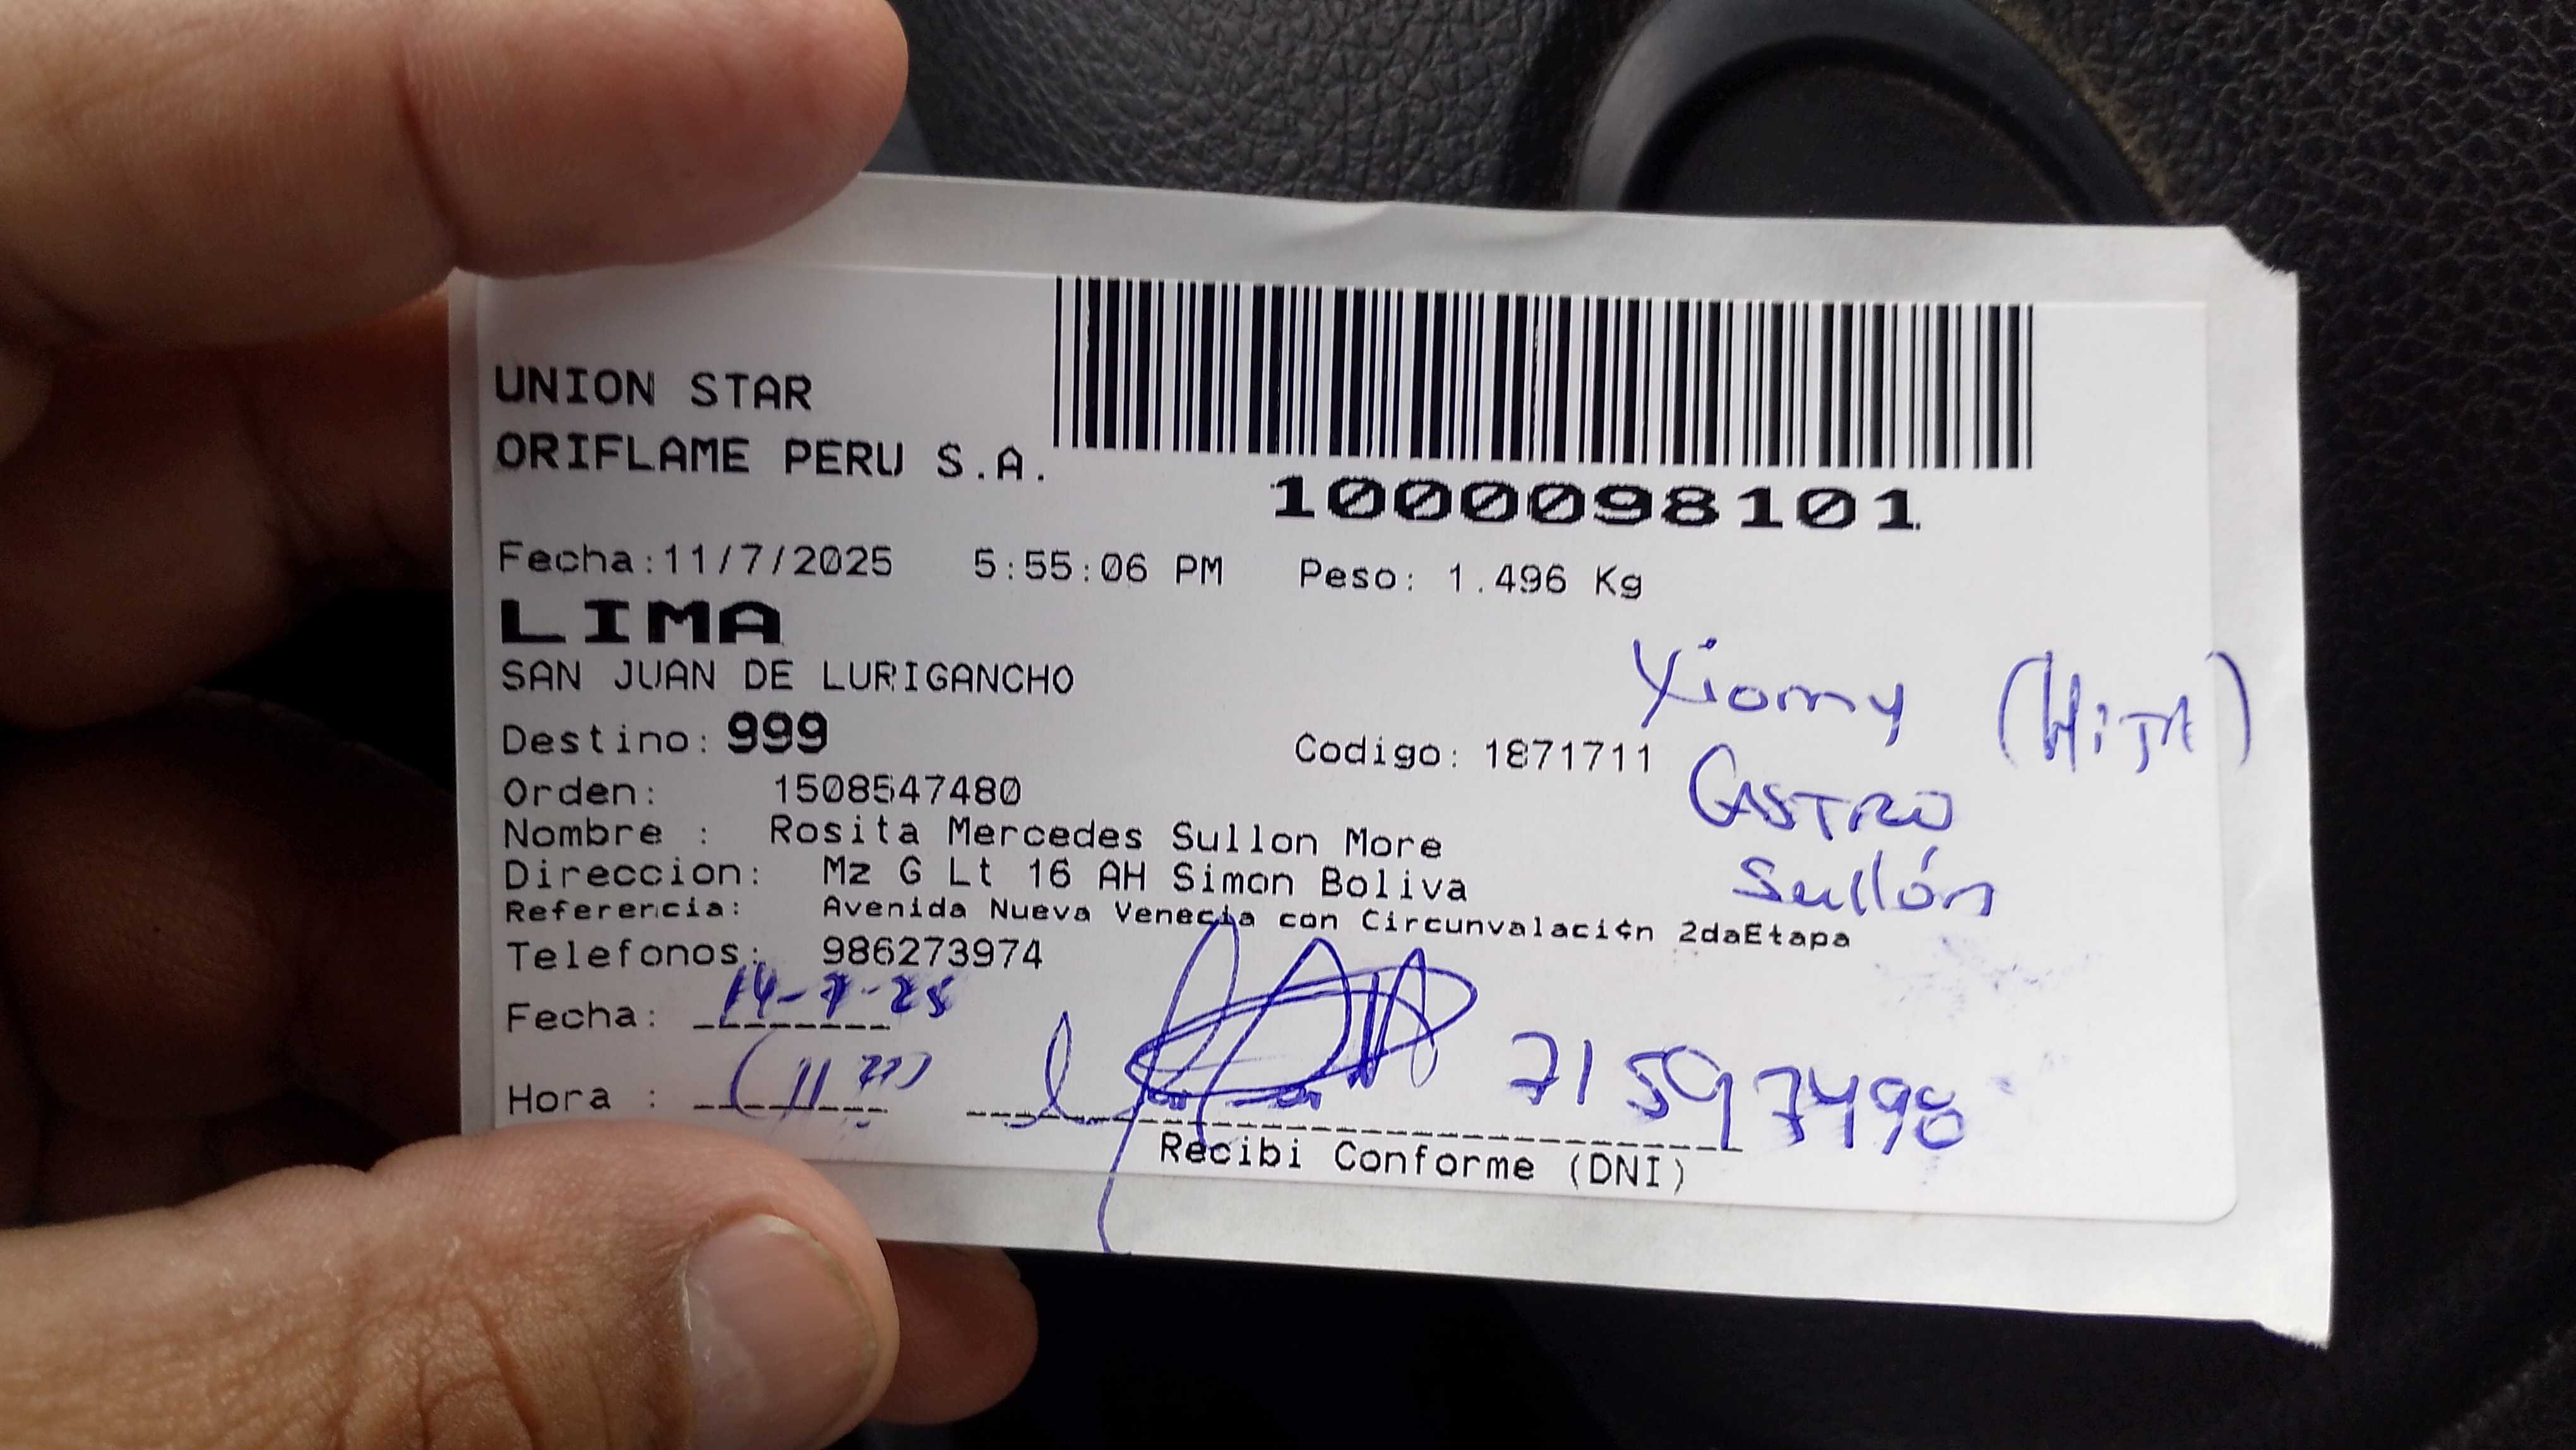 UNION STAR
ORIFLAME PERU S.A.
1000098101
Fecha:11/7/2025 5:55:06 PM Peso: 1.496 Kg
LIMA
SAN JUAN DE LURIGANCHO
Xiomy (HIJA)
Destino: 999 Codigo: 1871711
CASTRO
Orden: 1508547480
Nombre : Rosita Mercedes Sullon More
Sullón
Direccion: Mz G Lt 16 AH Simon Boliva
Referencia: Avenida Nueva Venecia con Circunvalaci¢n 2daEtapa
Telefonos: 986273974
Fecha: 14-7-25
Hora : 71597498
Recibi Conforme (DNI)